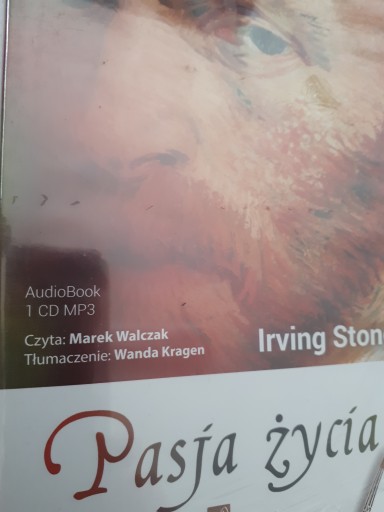 AudioBook
1 CD MP3
Czyta: Marek Walczak
Tłumaczenie: Wanda Kragen
Irving Ston
Pasja życia